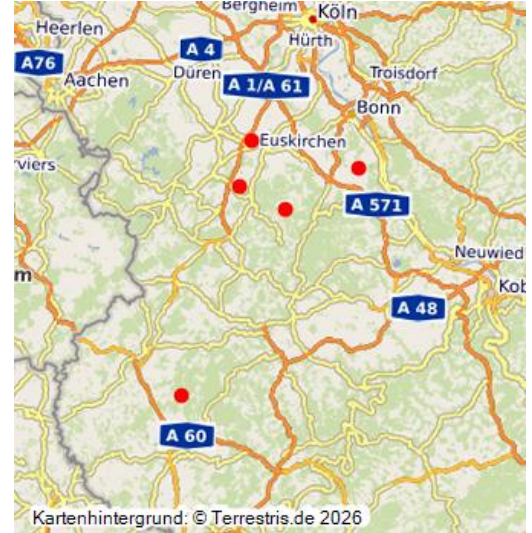 Bergheim
Köln
Heerlen
A 4
Hürth
A76
Düren
Troisdorf
Aachen
A 1/A 61
Bonn
Euskirchen
rviers
A 571
Neuwied
m
Kob
A 48
A 60
Kartenhintergrund: © Terrestris.de 2026